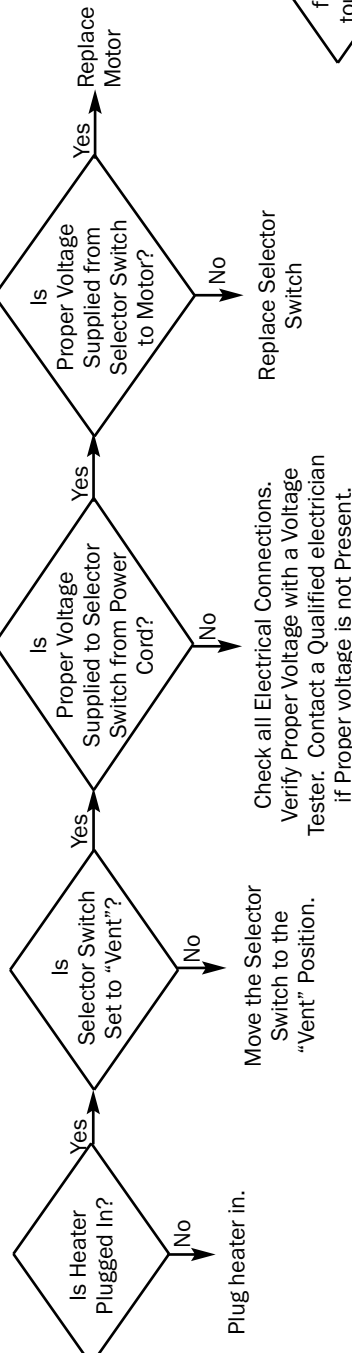 Is Heater
Plugged In?
Yes
No
Plug heater in.
Is
Selector Switch
Set to “Vent”?
Yes
No
Move the Selector
Switch to the
“Vent” Position.
Is
Proper Voltage
Supplied to Selector
Switch from Power
Cord?
Yes
No
Check all Electrical Connections.
Verify Proper Voltage with a Voltage
Tester. Contact a Qualified electrician
if Proper voltage is not Present.
Is
Proper Voltage
Supplied from
Selector Switch
to Motor?
Yes
No
Replace Selector
Switch
Replace
Motor